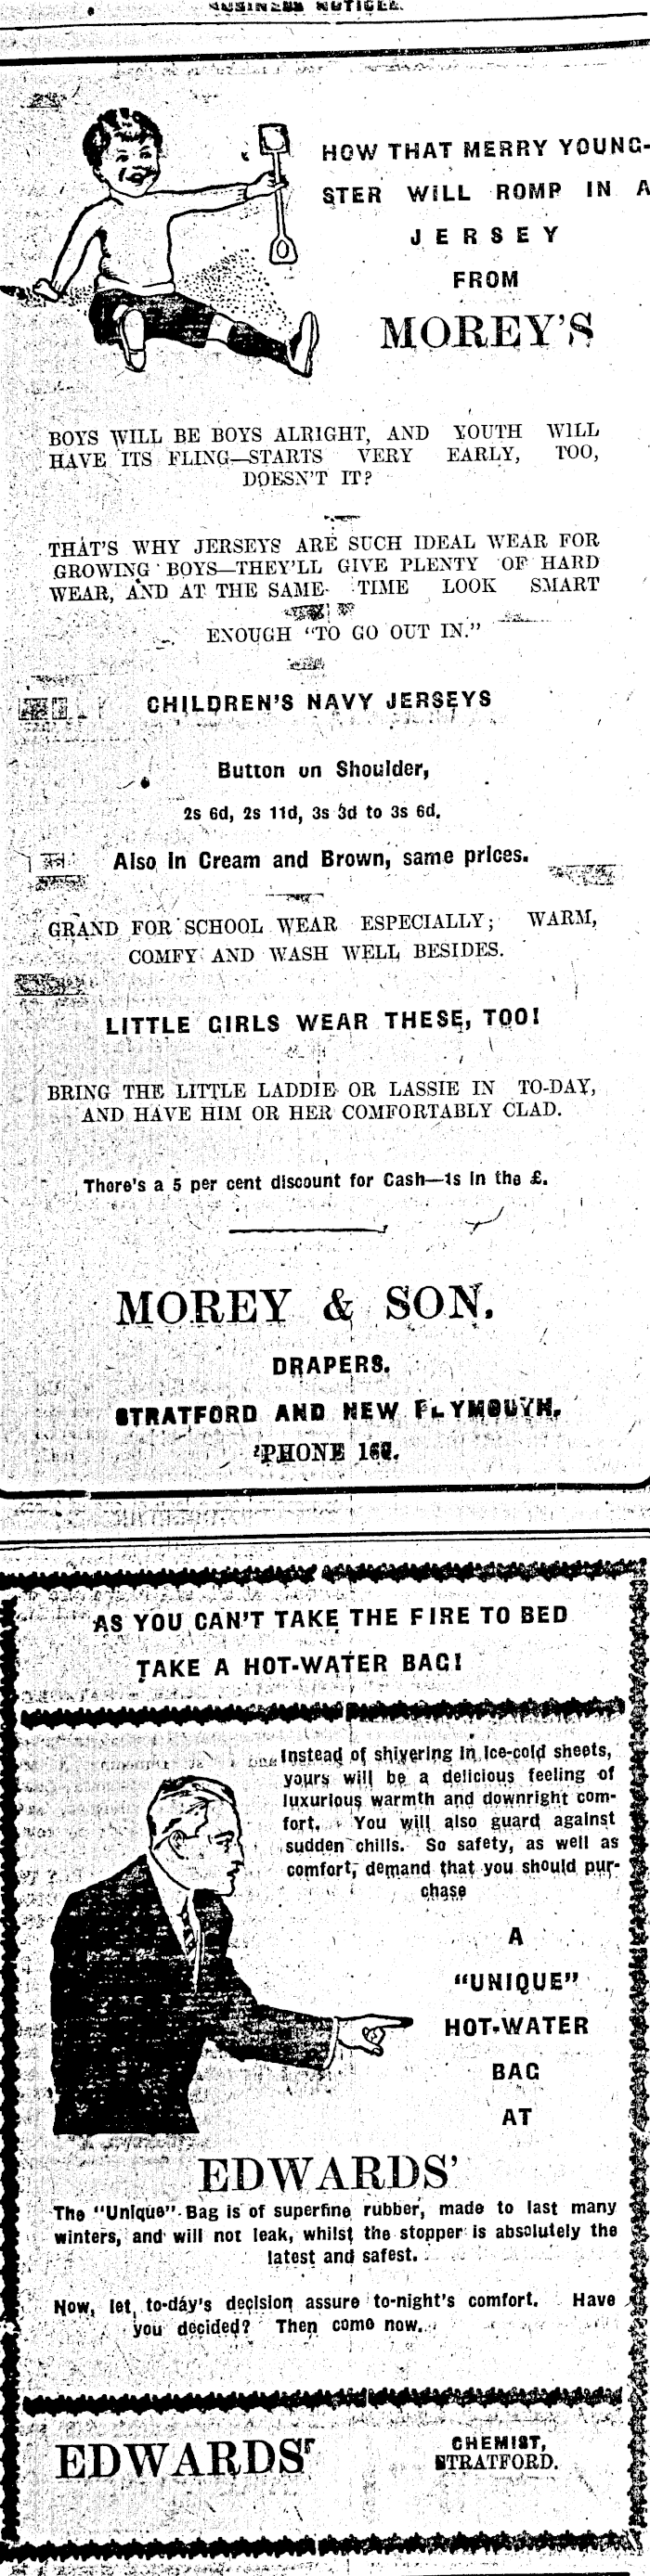 BUSINESS NOTICES.
HOW THAT MERRY YOUNG-
STER WILL ROMP IN A
JERSEY
FROM
MOREY'S
BOYS WILL BE BOYS ALRIGHT, AND YOUTH WILL
HAVE ITS FLING—STARTS VERY EARLY, TOO,
DOESN'T IT?
THAT'S WHY JERSEYS ARE SUCH IDEAL WEAR FOR
GROWING BOYS—THEY'LL GIVE PLENTY OF HARD
WEAR, AND AT THE SAME TIME LOOK SMART
ENOUGH "TO GO OUT IN."
CHILDREN'S NAVY JERSEYS
Button on Shoulder,
2s 6d, 2s 11d, 3s 3d to 3s 6d.
Also in Cream and Brown, same prices.
GRAND FOR SCHOOL WEAR ESPECIALLY; WARM,
COMFY AND WASH WELL BESIDES.
LITTLE GIRLS WEAR THESE, TOO!
BRING THE LITTLE LADDIE OR LASSIE IN TO-DAY,
AND HAVE HIM OR HER COMFORTABLY CLAD.
There's a 5 per cent discount for Cash—1s in the £.
MOREY & SON.
DRAPERS.
STRATFORD AND NEW PLYMOUTH.
'PHONE
AS YOU CAN'T TAKE THE FIRE TO BED
TAKE A HOT-WATER BAG!
Instead of shivering in ice-cold sheets,
yours will be a delicious feeling of
luxurious warmth and downright com-
fort. You will also guard against
sudden chills. So safety, as well as
comfort, demand that you should pur-
chase
A
"UNIQUE"
HOT-WATER
BAG
AT
EDWARDS'
The "Unique" Bag is of superfine rubber, made to last many
winters, and will not leak, whilst the stopper is absolutely the
latest and safest.
Now, let to-day's decision assure to-night's comfort. Have
you decided? Then come now.
EDWARDS'
CHEMIST,
STRATFORD.